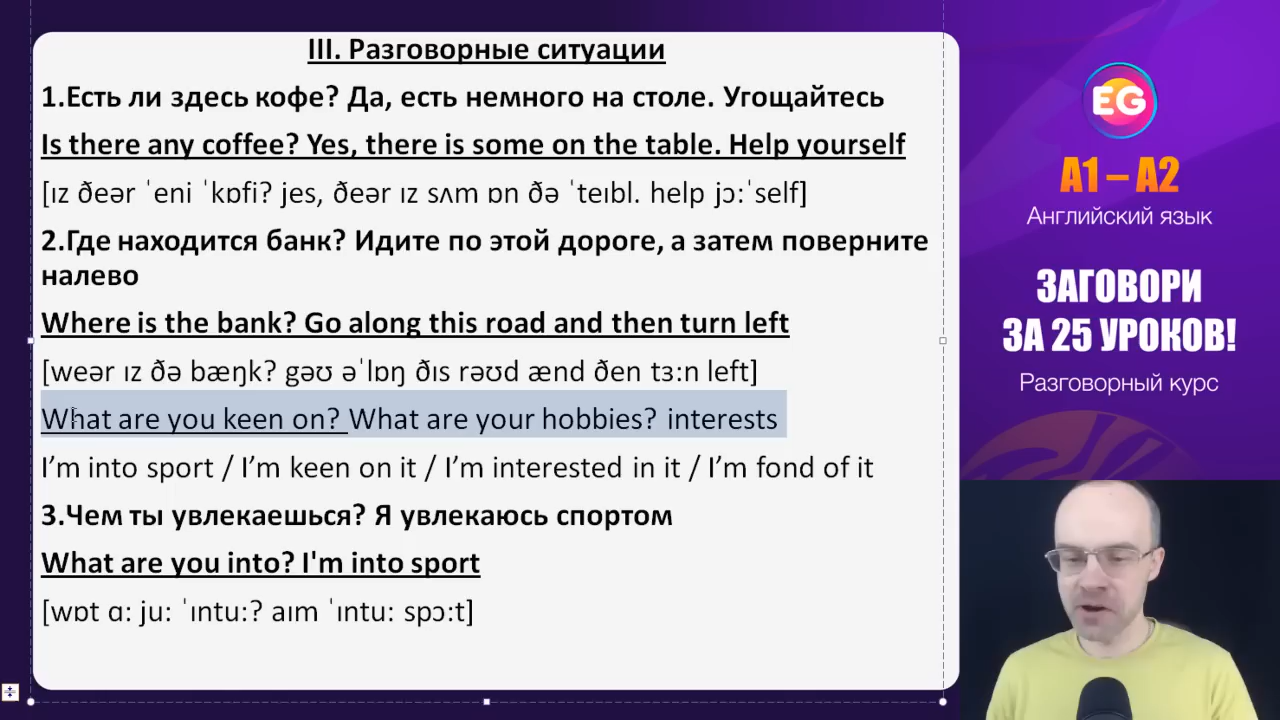 III. Разговорные ситуации
1.Есть ли здесь кофе? Да, есть немного на столе. Угощайтесь
Is there any coffee? Yes, there is some on the table. Help yourself
[ɪz ðeər ˈeni ˈkɒfi? jes, ðeər ɪz sʌm ɒn ðə ˈteɪbl. help jɔːˈself]
2.Где находится банк? Идите по этой дороге, а затем поверните
налево
Where is the bank? Go along this road and then turn left
[weər ɪz ðə bæŋk? gəʊ əˈlɒŋ ðɪs rəʊd ænd ðen tɜ:n left]
What are you keen on? What are your hobbies? interests
I’m into sport / I’m keen on it / I’m interested in it / I’m fond of it
3.Чем ты увлекаешься? Я увлекаюсь спортом
What are you into? I'm into sport
[wɒt ɑː ju: ˈɪntuː? aɪm ˈɪntuː spɔːt]
EG
A1 – A2
Английский язык
ЗАГОВОРИ
ЗА 25 УРОКОВ!
Разговорный курс